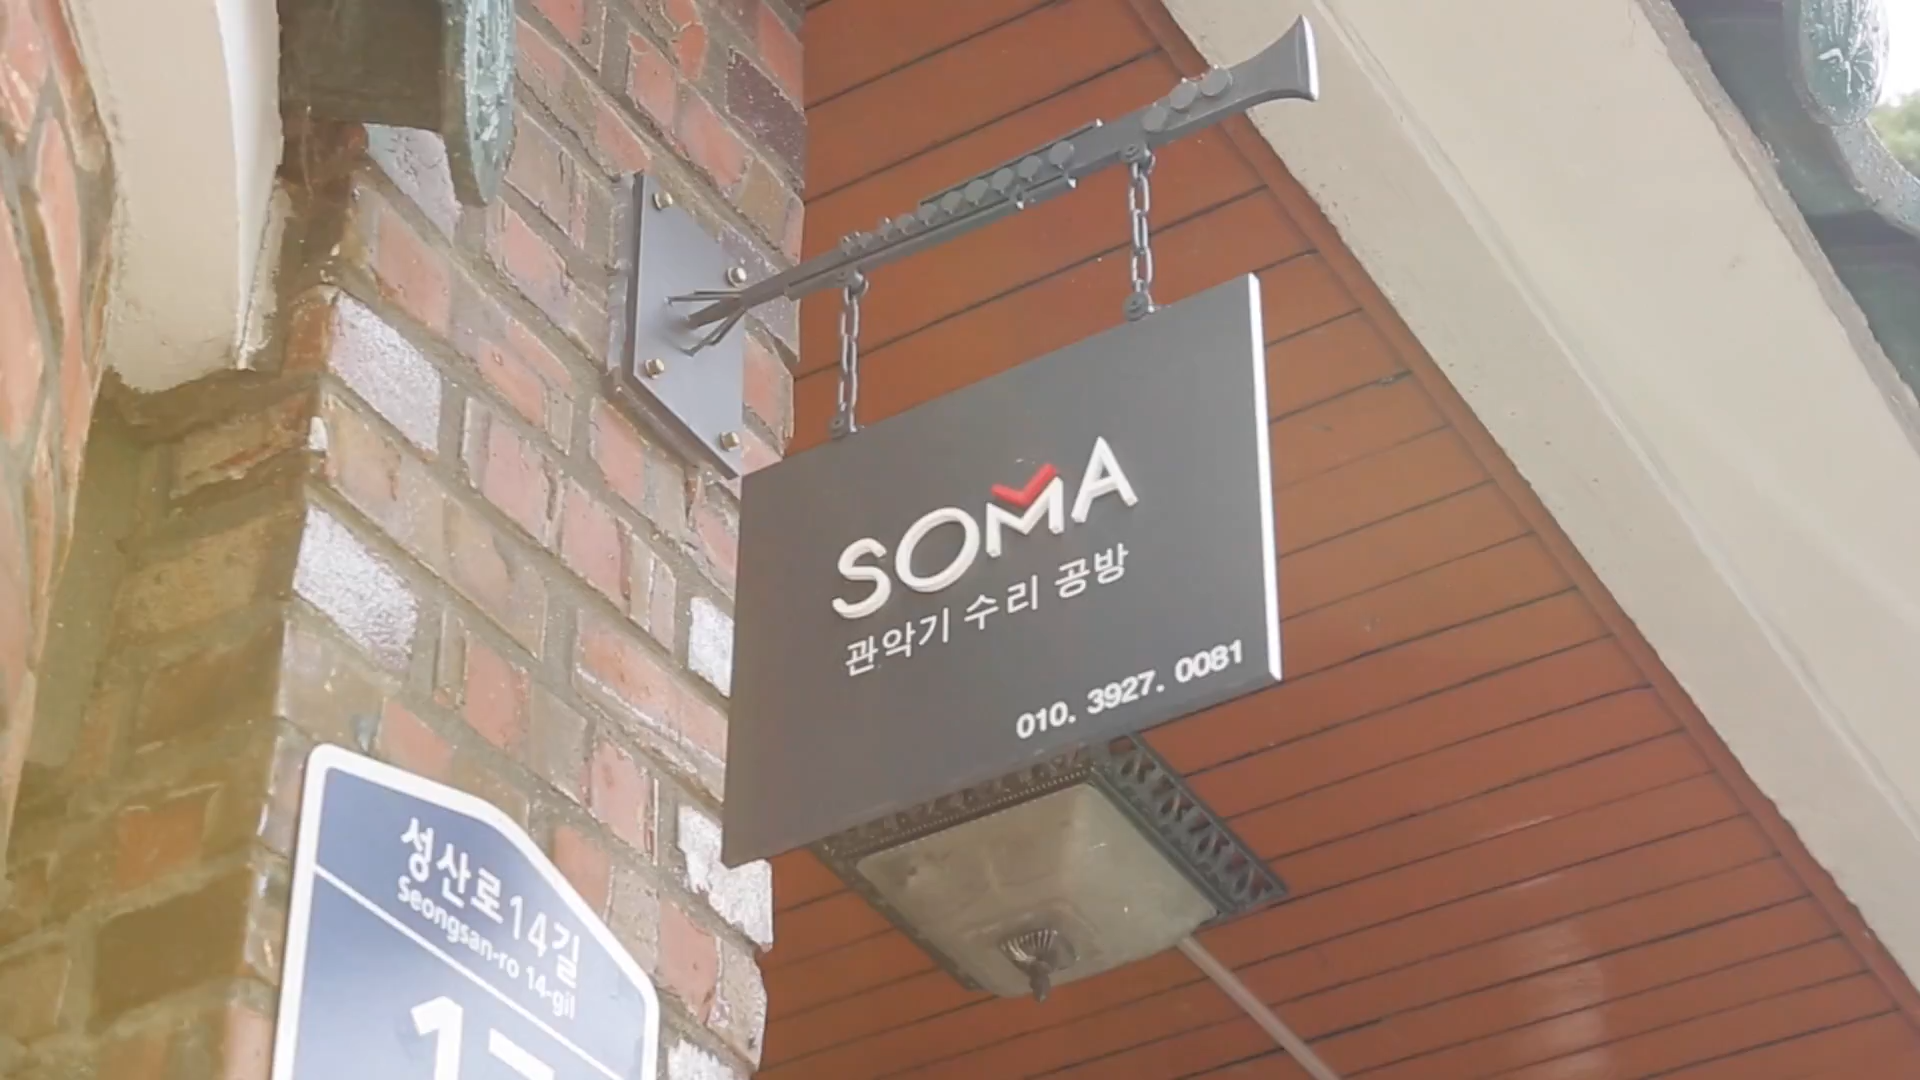 SOMA
관악기 수리 공방
010. 3927. 0081
성산로14길
Seongsan-ro 14-gil